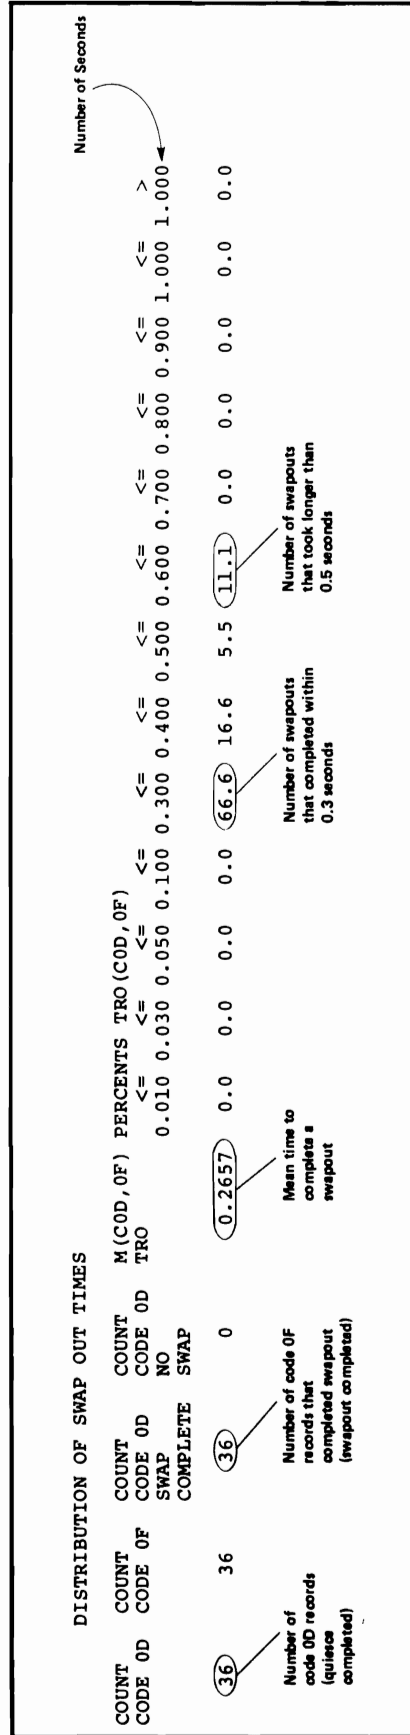 DISTRIBUTION OF SWAP OUT TIMES
Number of Seconds
COUNT COUNT COUNT COUNT M(C0D,0F) PERCENTS TRO(C0D,0F)
CODE 0D CODE 0F CODE 0D CODE 0D TRO <= <= <= <= <= <= <= <= <= <= <= <= >
SWAP NO 0.010 0.030 0.050 0.100 0.300 0.400 0.500 0.600 0.700 0.800 0.900 1.000 1.000
COMPLETE SWAP
36 36 36 0 0.2657 0.0 0.0 0.0 0.0 66.6 16.6 5.5 11.1 0.0 0.0 0.0 0.0 0.0
Number of
code 0D records
(quiesce
completed)
Number of code 0F
records that
completed swapout
(swapout completed)
Mean time to
complete a
swapout
Number of swapouts
that completed within
0.3 seconds
Number of swapouts
that took longer than
0.5 seconds